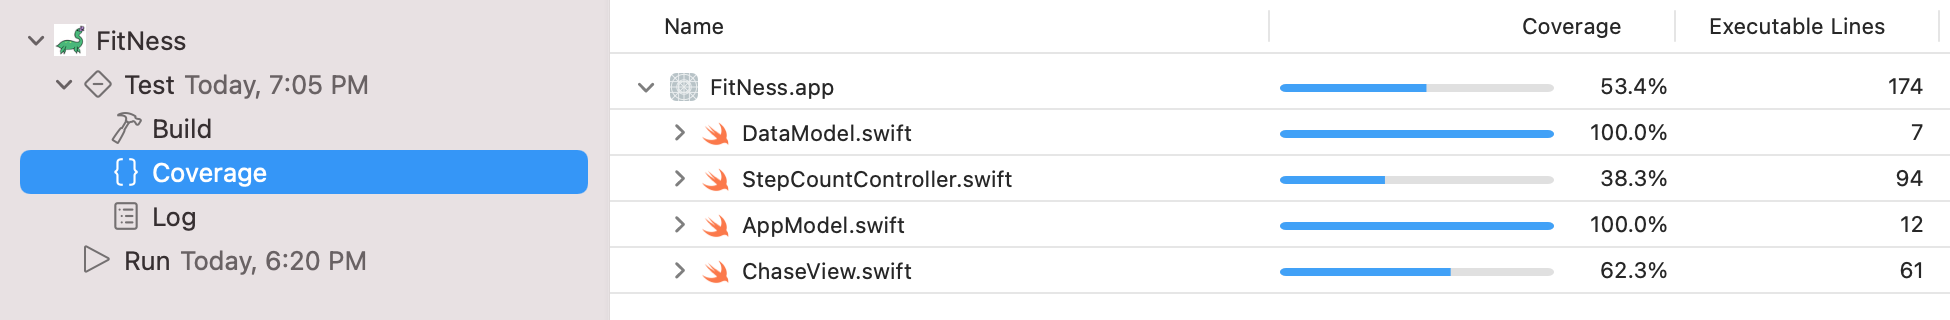 FitNess
Test Today, 7:05 PM
Build
{ } Coverage
Log
Run Today, 6:20 PM
Name Coverage Executable Lines
FitNess.app 53.4% 174
DataModel.swift 100.0% 7
StepCountController.swift 38.3% 94
AppModel.swift 100.0% 12
ChaseView.swift 62.3% 61